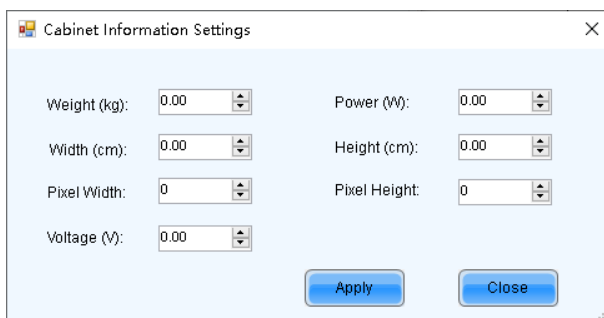 Cabinet Information Settings
Weight (kg): 0.00 Power (W): 0.00
Width (cm): 0.00 Height (cm): 0.00
Pixel Width: 0 Pixel Height: 0
Voltage (V): 0.00
Apply Close